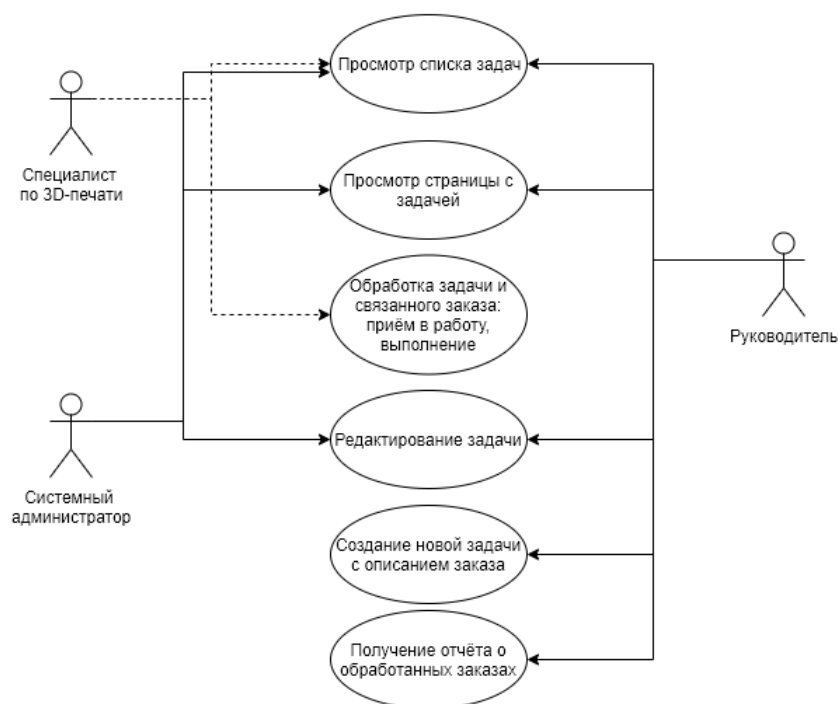 Просмотр списка задач
Специалист
по 3D-печати
Просмотр страницы с
задачей
Обработка задачи и
связанного заказа:
приём в работу,
выполнение
Руководитель
Редактирование задачи
Системный
администратор
Создание новой задачи
с описанием заказа
Получение отчёта о
обработанных заказах